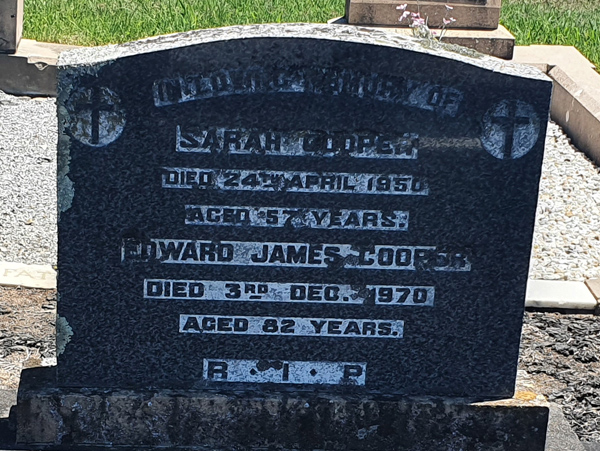 IN LOVING MEMORY OF
SARAH COOPER
DIED 24TH APRIL 1950
AGED 57 YEARS.
EDWARD JAMES COOPER
DIED 3RD DEC. 1970
AGED 82 YEARS.
R · I · P